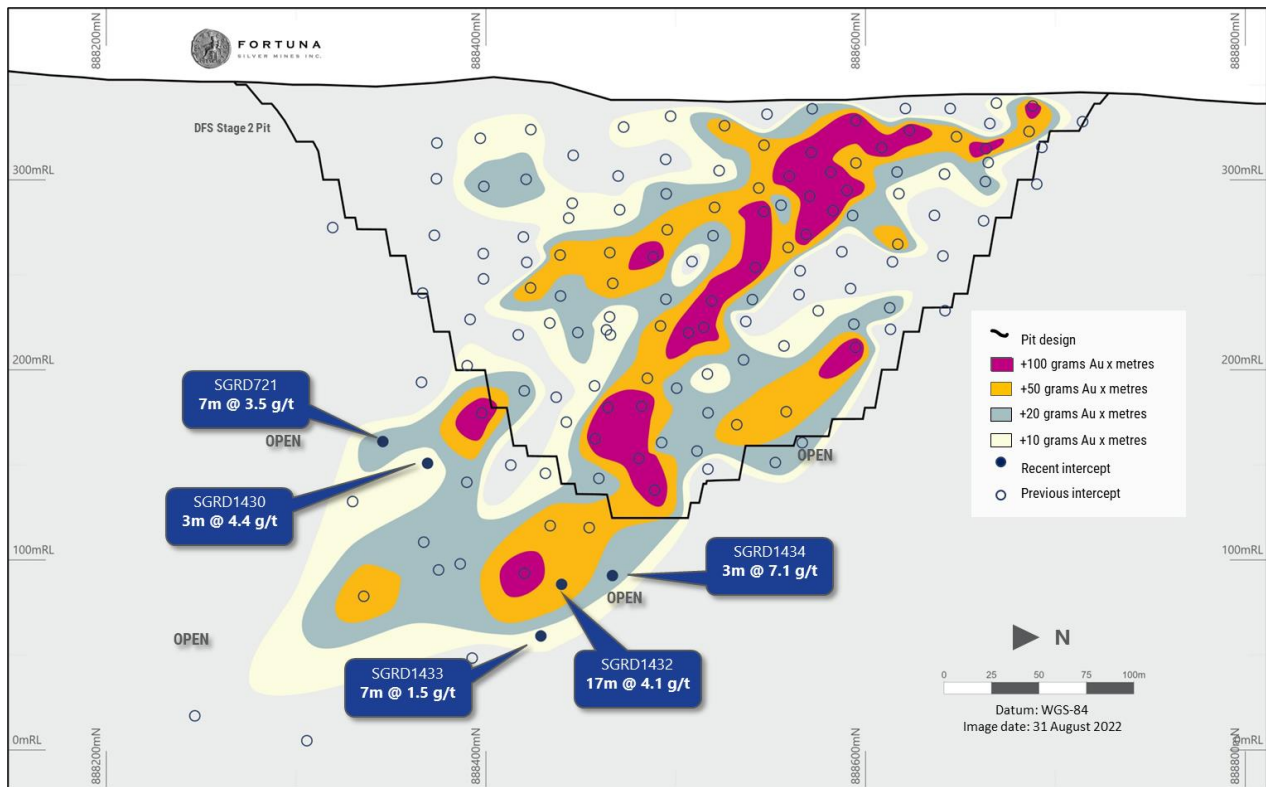 888200mN
888400mN
888600mN
888800mN
FORTUNA
SILVER MINES INC.
DFS Stage 2 Pit
300mRL
300mRL
Pit design
+100 grams Au x metres
+50 grams Au x metres
+20 grams Au x metres
+10 grams Au x metres
Recent intercept
Previous intercept
200mRL
200mRL
SGRD721
7m @ 3.5 g/t
OPEN
OPEN
SGRD1430
3m @ 4.4 g/t
100mRL
100mRL
SGRD1434
3m @ 7.1 g/t
OPEN
OPEN
SGRD1433
7m @ 1.5 g/t
SGRD1432
17m @ 4.1 g/t
N
0 25 50 75 100m
Datum: WGS-84
Image date: 31 August 2022
0mRL
0mRL
888200mN
888400mN
888600mN
888800mN